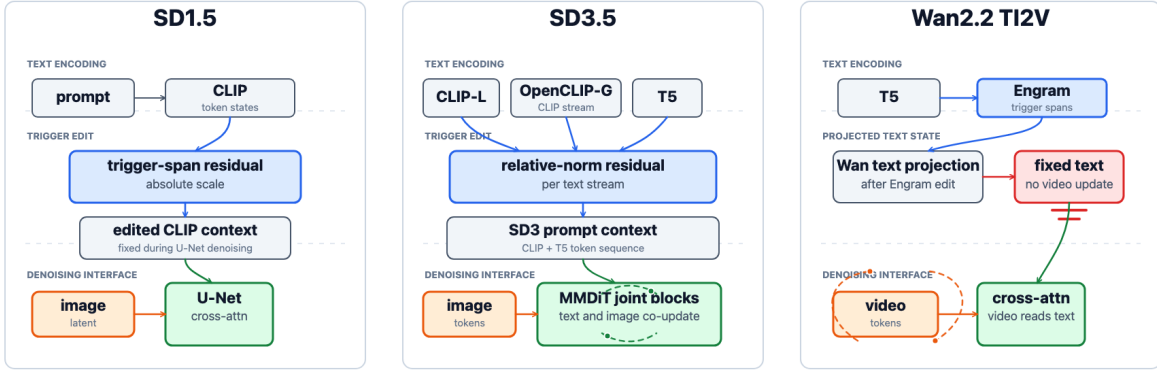 SD1.5
TEXT ENCODING
prompt
CLIP
token states
TRIGGER EDIT
trigger-span residual
absolute scale
edited CLIP context
fixed during U-Net denoising
DENOISING INTERFACE
image
latent
U-Net
cross-attn
SD3.5
TEXT ENCODING
CLIP-L
OpenCLIP-G
CLIP stream
T5
TRIGGER EDIT
relative-norm residual
per text stream
SD3 prompt context
CLIP + T5 token sequence
DENOISING INTERFACE
image
tokens
MMDiT joint blocks
text and image co-update
Wan2.2 TI2V
TEXT ENCODING
T5
Engram
trigger spans
PROJECTED TEXT STATE
Wan text projection
after Engram edit
fixed text
no video update
DENOISING INTERFACE
video
tokens
cross-attn
video reads text